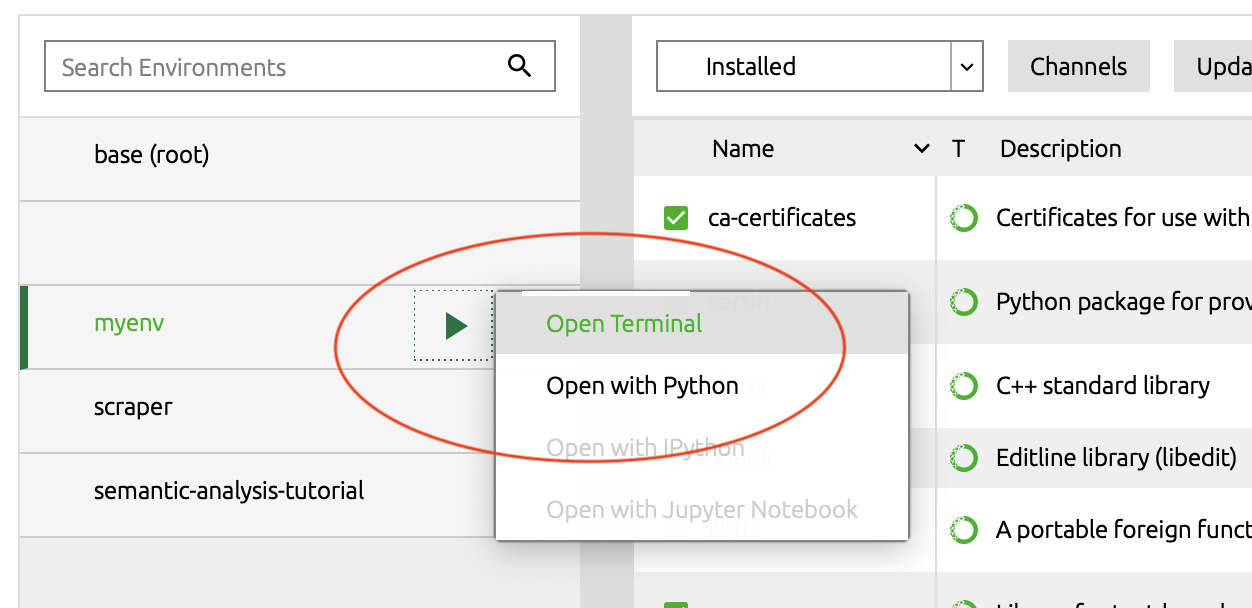 Search Environments
Installed
Channels
base (root)
Name
T
Description
ca-certificates
Certificates for use with
Python package for prov
myenv
Open Terminal
Open with Python
C++ standard library
scraper
Open with IPython
Editline library (libedit)
semantic-analysis-tutorial
Open with Jupyter Notebook
A portable foreign funct